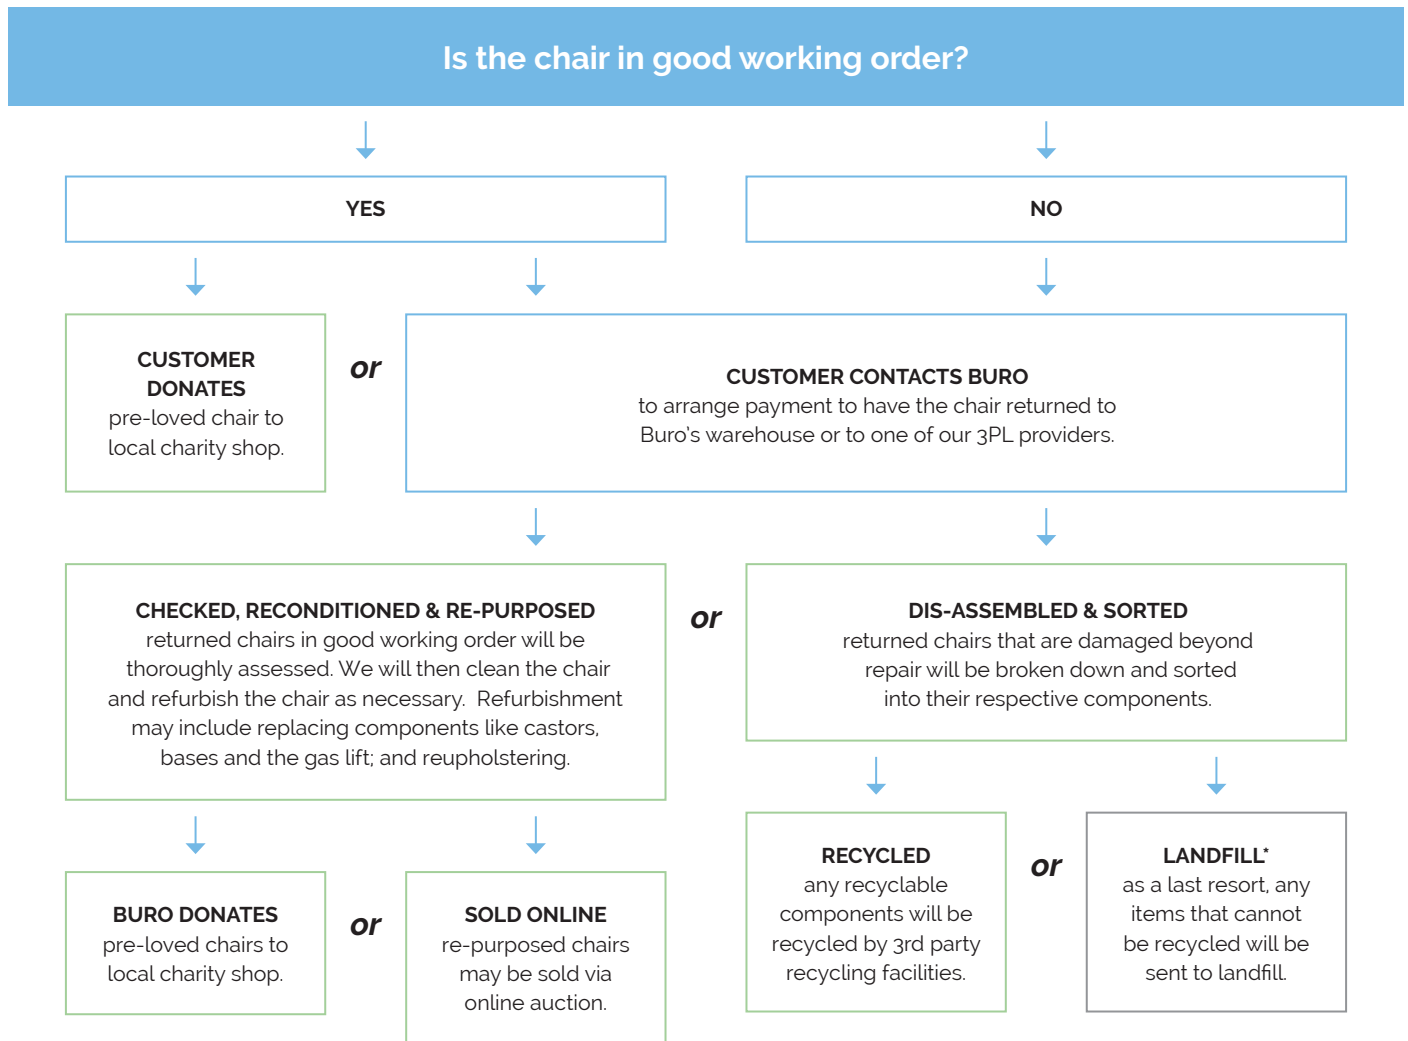 Is the chair in good working order?
YES
NO
CUSTOMER
DONATES
pre-loved chair to
local charity shop.
or
CUSTOMER CONTACTS BURO
to arrange payment to have the chair returned to
Buro's warehouse or to one of our 3PL providers.
CHECKED, RECONDITIONED & RE-PURPOSED
returned chairs in good working order will be
thoroughly assessed. We will then clean the chair
and refurbish the chair as necessary.  Refurbishment
may include replacing components like castors,
bases and the gas lift; and reupholstering.
or
DIS-ASSEMBLED & SORTED
returned chairs that are damaged beyond
repair will be broken down and sorted
into their respective components.
BURO DONATES
pre-loved chairs to
local charity shop.
or
SOLD ONLINE
re-purposed chairs
may be sold via
online auction.
RECYCLED
any recyclable
components will be
recycled by 3rd party
recycling facilities.
or
LANDFILL*
as a last resort, any
items that cannot
be recycled will be
sent to landfill.